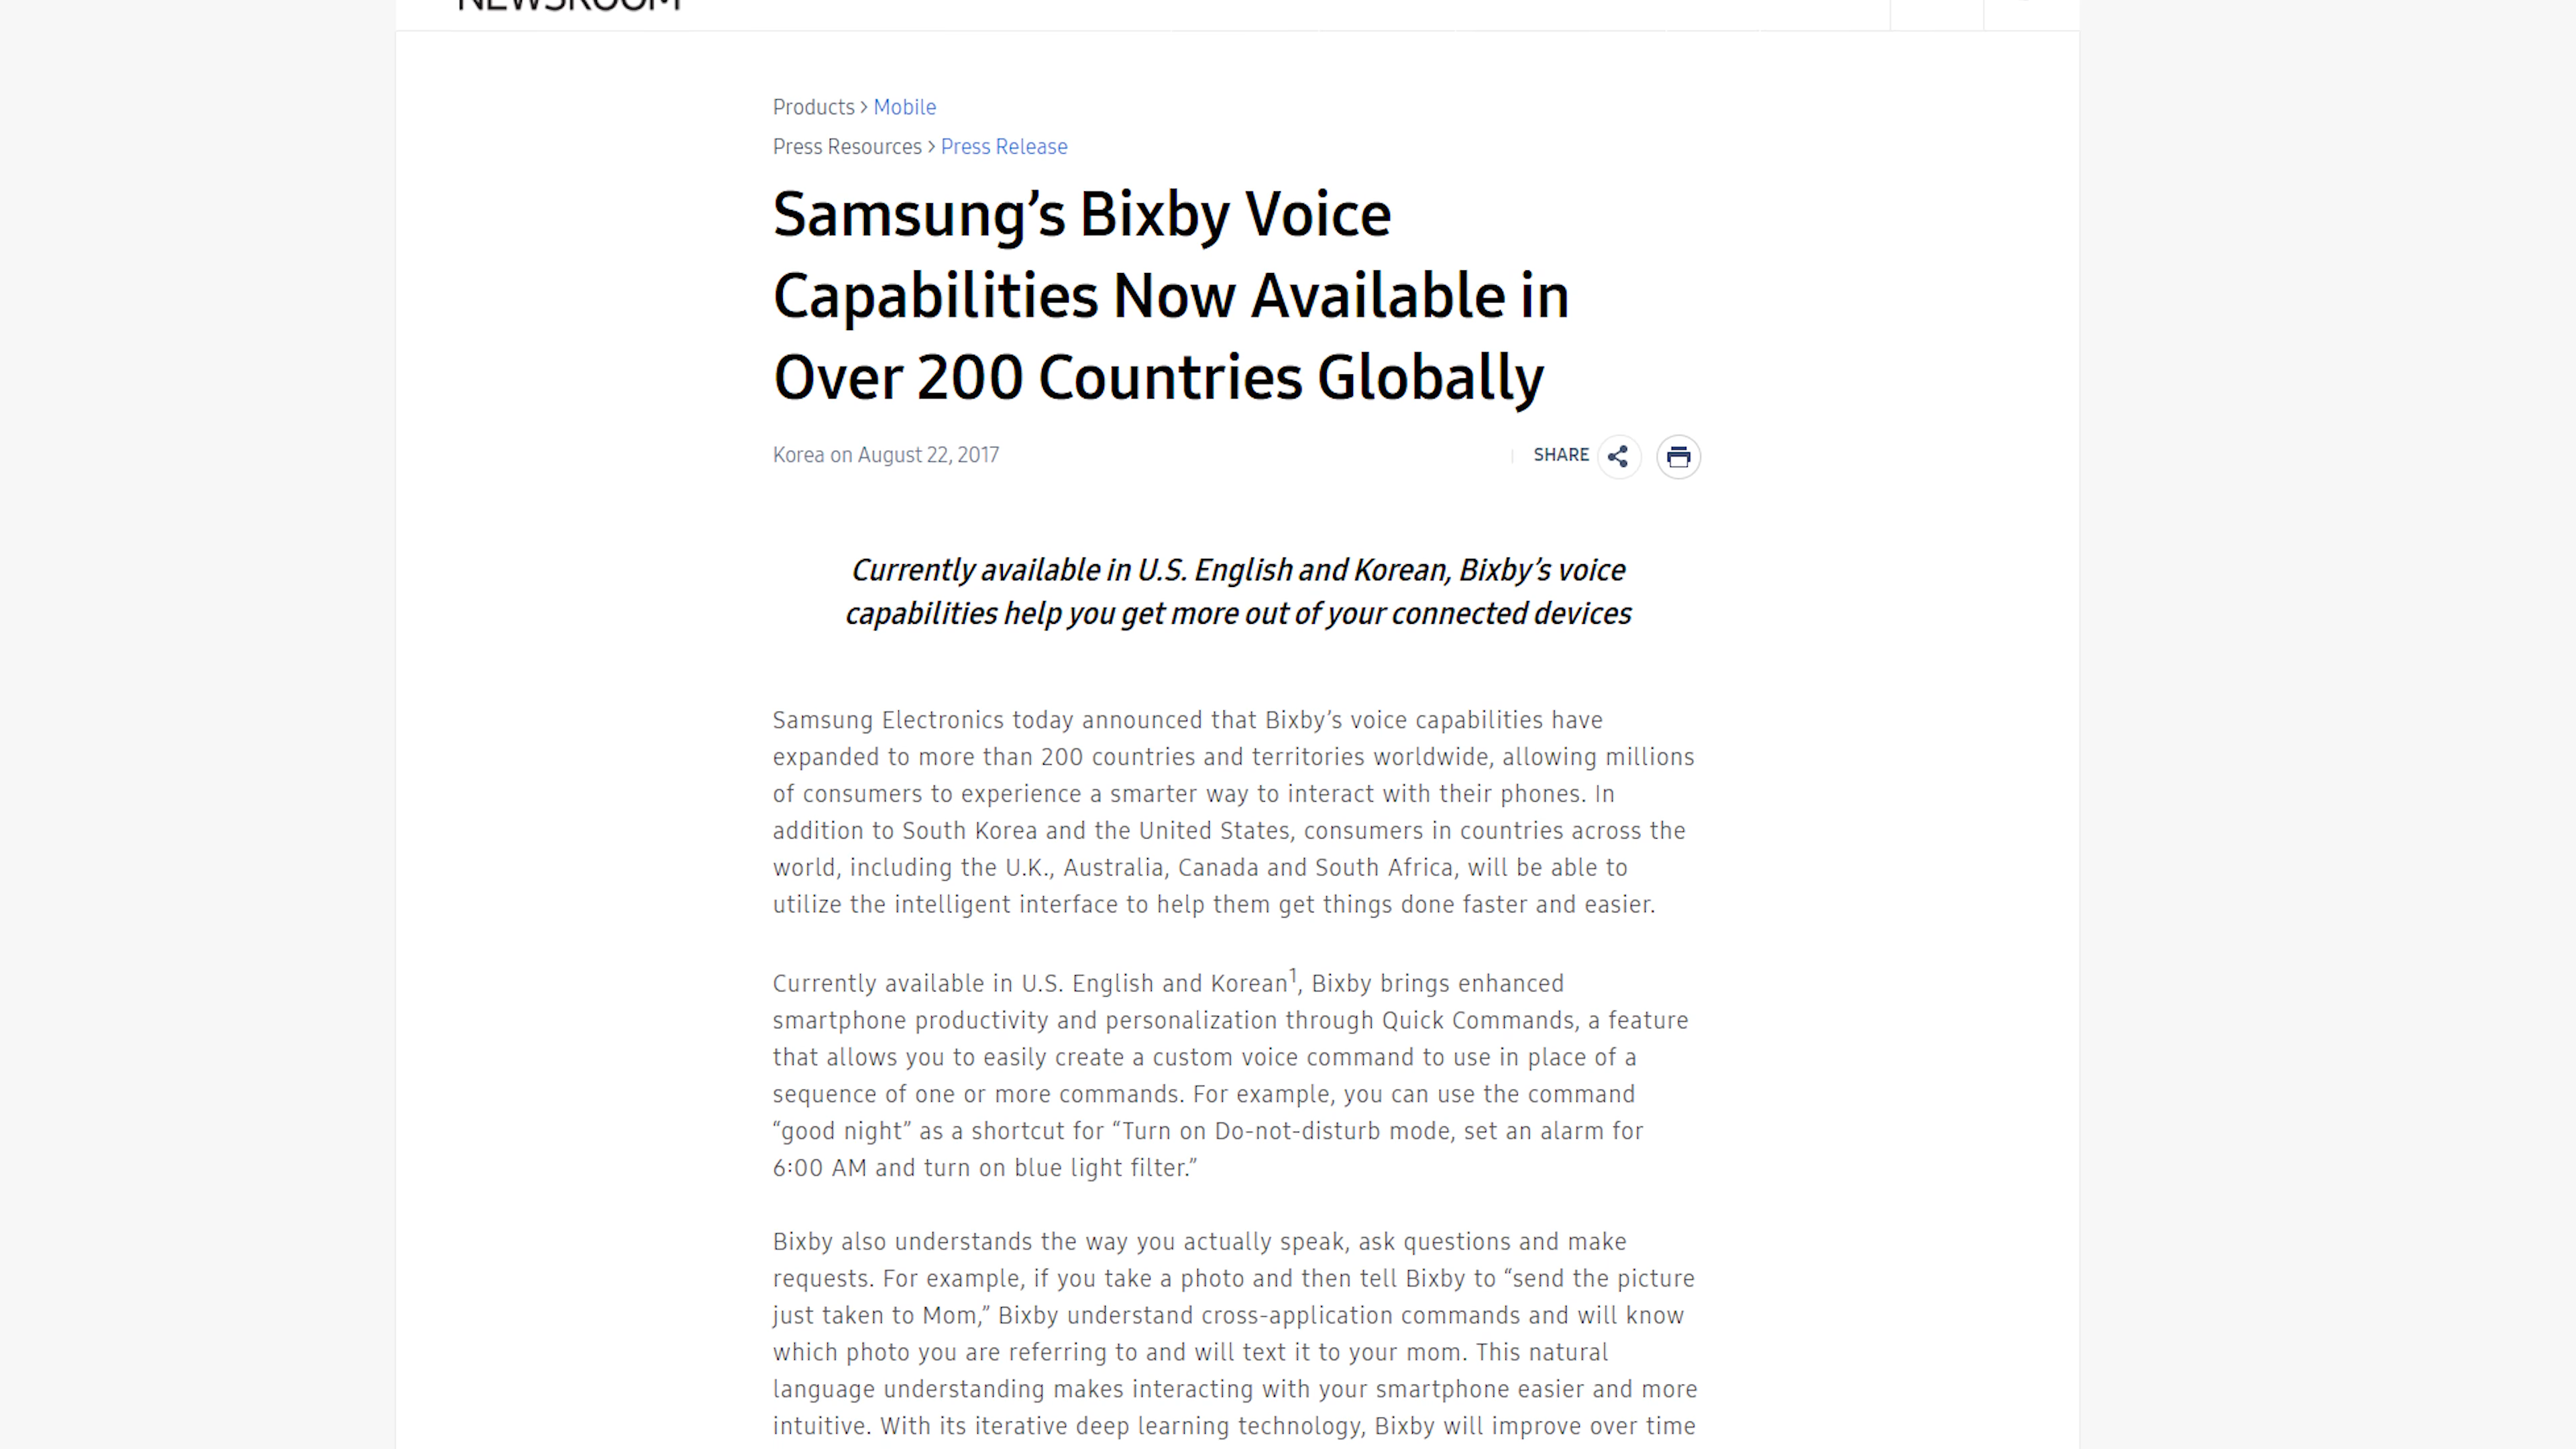 NEWSROOM
Products > Mobile
Press Resources > Press Release
Samsung’s Bixby Voice
Capabilities Now Available in
Over 200 Countries Globally
Korea on August 22, 2017
SHARE
Currently available in U.S. English and Korean, Bixby’s voice
capabilities help you get more out of your connected devices
Samsung Electronics today announced that Bixby’s voice capabilities have
expanded to more than 200 countries and territories worldwide, allowing millions
of consumers to experience a smarter way to interact with their phones. In
addition to South Korea and the United States, consumers in countries across the
world, including the U.K., Australia, Canada and South Africa, will be able to
utilize the intelligent interface to help them get things done faster and easier.
Currently available in U.S. English and Korean¹, Bixby brings enhanced
smartphone productivity and personalization through Quick Commands, a feature
that allows you to easily create a custom voice command to use in place of a
sequence of one or more commands. For example, you can use the command
“good night” as a shortcut for “Turn on Do-not-disturb mode, set an alarm for
6:00 AM and turn on blue light filter.”
Bixby also understands the way you actually speak, ask questions and make
requests. For example, if you take a photo and then tell Bixby to “send the picture
just taken to Mom,” Bixby understand cross-application commands and will know
which photo you are referring to and will text it to your mom. This natural
language understanding makes interacting with your smartphone easier and more
intuitive. With its iterative deep learning technology, Bixby will improve over time